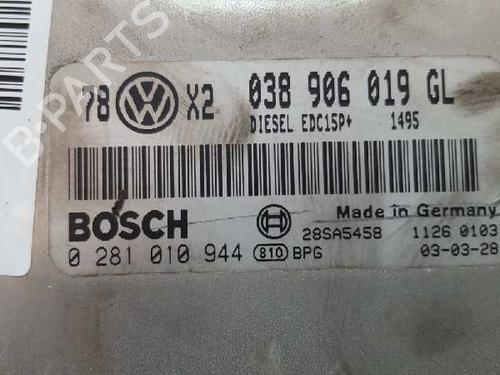 B-PARTS
78 VW X2 038 906 019 GL
DIESEL EDC15P+ 1495
BOSCH
Made in Germany
28SA5458 1126 0103
0 281 010 944 810 BPG 03-03-28